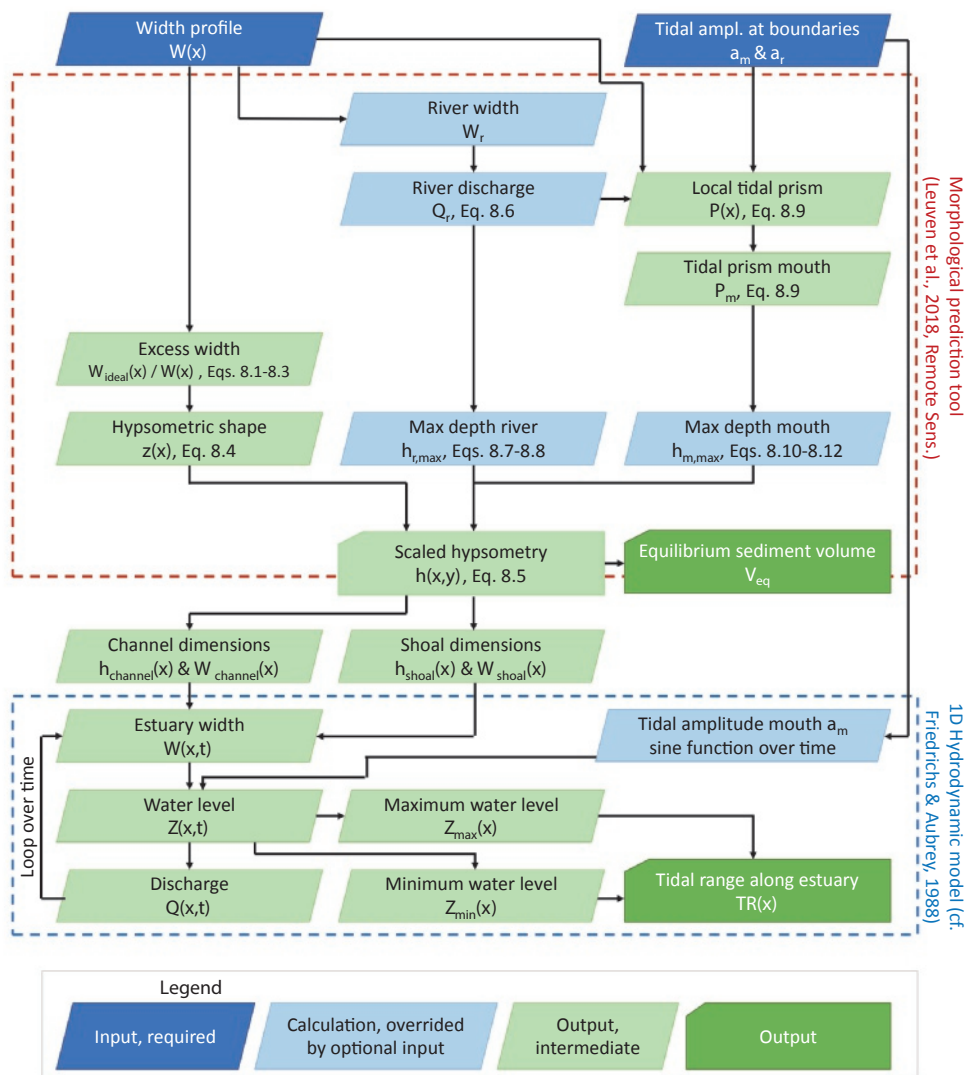 Width profile
W(x)
Tidal ampl. at boundaries
a_m & a_r
River width
W_r
River discharge
Q_r, Eq. 8.6
Local tidal prism
P(x), Eq. 8.9
Tidal prism mouth
P_m, Eq. 8.9
Excess width
W_ideal(x) / W(x) , Eqs. 8.1-8.3
Hypsometric shape
z(x), Eq. 8.4
Max depth river
h_r,max, Eqs. 8.7-8.8
Max depth mouth
h_m,max, Eqs. 8.10-8.12
Scaled hypsometry
h(x,y), Eq. 8.5
Equilibrium sediment volume
V_eq
Morphological prediction tool
(Leuven et al., 2018, Remote Sens.)
Channel dimensions
h_channel(x) & W_channel(x)
Shoal dimensions
h_shoal(x) & W_shoal(x)
Estuary width
W(x,t)
Tidal amplitude mouth a_m
sine function over time
Water level
Z(x,t)
Maximum water level
Z_max(x)
Discharge
Q(x,t)
Minimum water level
Z_min(x)
Tidal range along estuary
TR(x)
Loop over time
1D Hydrodynamic model (cf.
Friedrichs & Aubrey, 1988)
Legend
Input, required
Calculation, overrided
by optional input
Output,
intermediate
Output